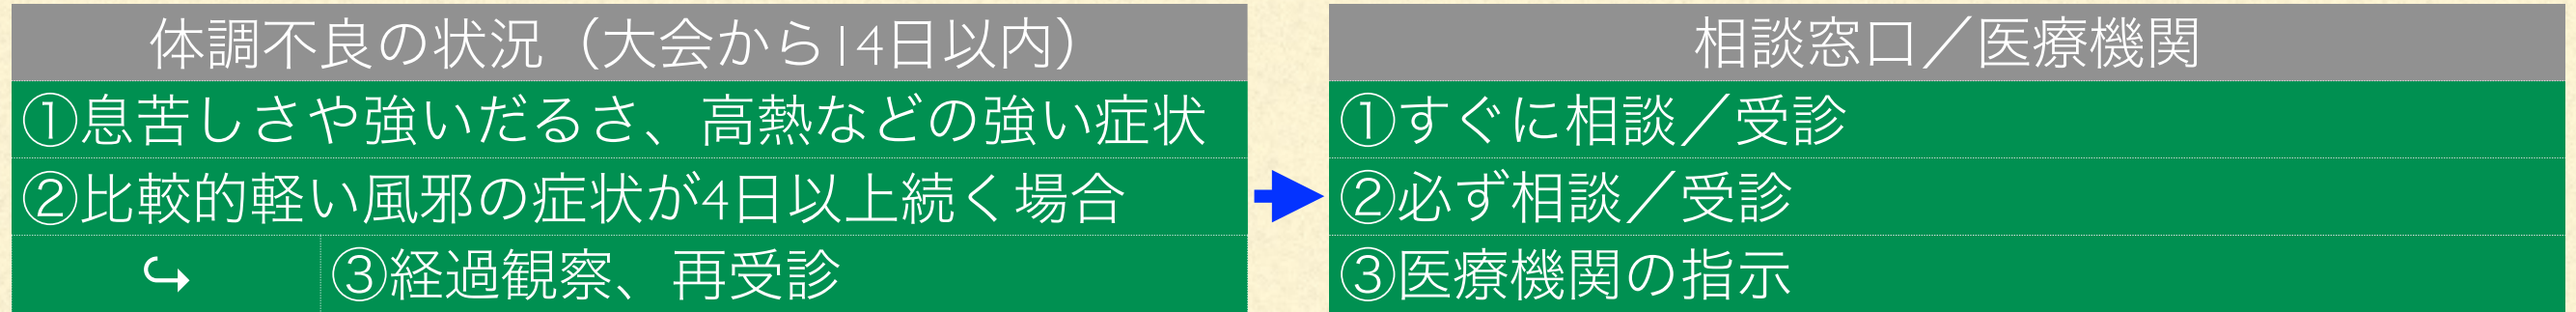 体調不良の状況（大会から14日以内）
①息苦しさや強いだるさ、高熱などの強い症状
②比較的軽い風邪の症状が4日以上続く場合
↪ ③経過観察、再受診
相談窓口／医療機関
①すぐに相談／受診
②必ず相談／受診
③医療機関の指示